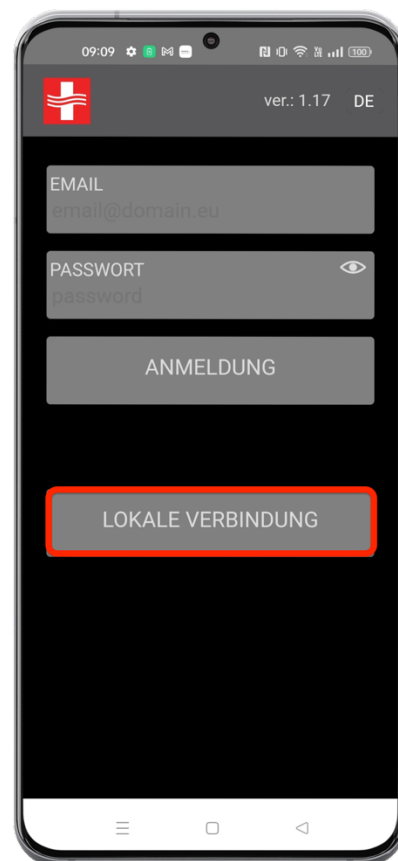 09:09 100
ver.: 1.17 DE
EMAIL
email@domain.eu
PASSWORT
password
ANMELDUNG
LOKALE VERBINDUNG